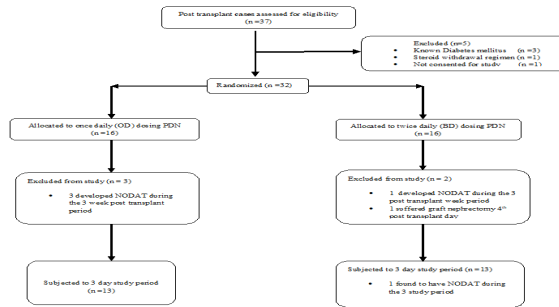 Post transplant cases assessed for eligibility
(n =37)
Excluded (n=5)
• Known Diabetes mellitus (n =3)
• Steroid withdrawal regimen (n =1)
• Not consented for study (n =1)
Randomized (n =32)
Allocated to once daily (OD) dosing PDN
(n =16)
Allocated to twice daily (BD) dosing PDN
(n =16)
Excluded from study (n = 3)
• 3 developed NODAT during
the 3 week post transplant
period
Excluded from study (n = 2)
• 1 developed NODAT during the 3
post transplant week period
• 1 suffered graft nephrectomy 4th
post transplant day
Subjected to 3 day study period
(n =13)
Subjected to 3 day study period (n =13)
• 1 found to have NODAT during
the 3 study period